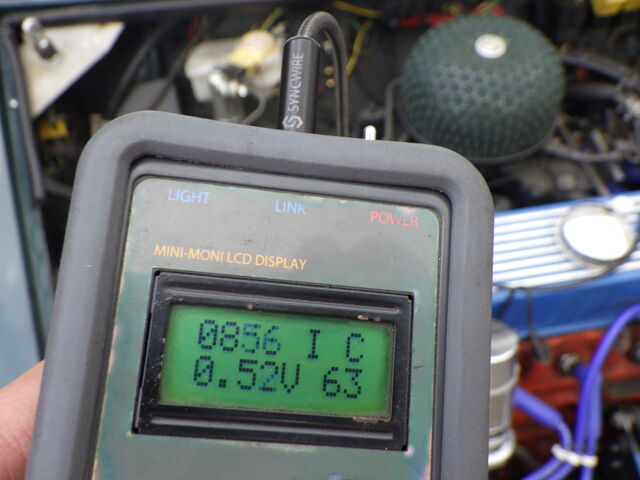 SYNCWIRE
LIGHT LINK POWER
MINI-MONI LCD DISPLAY
0856 I C
0.52V 63